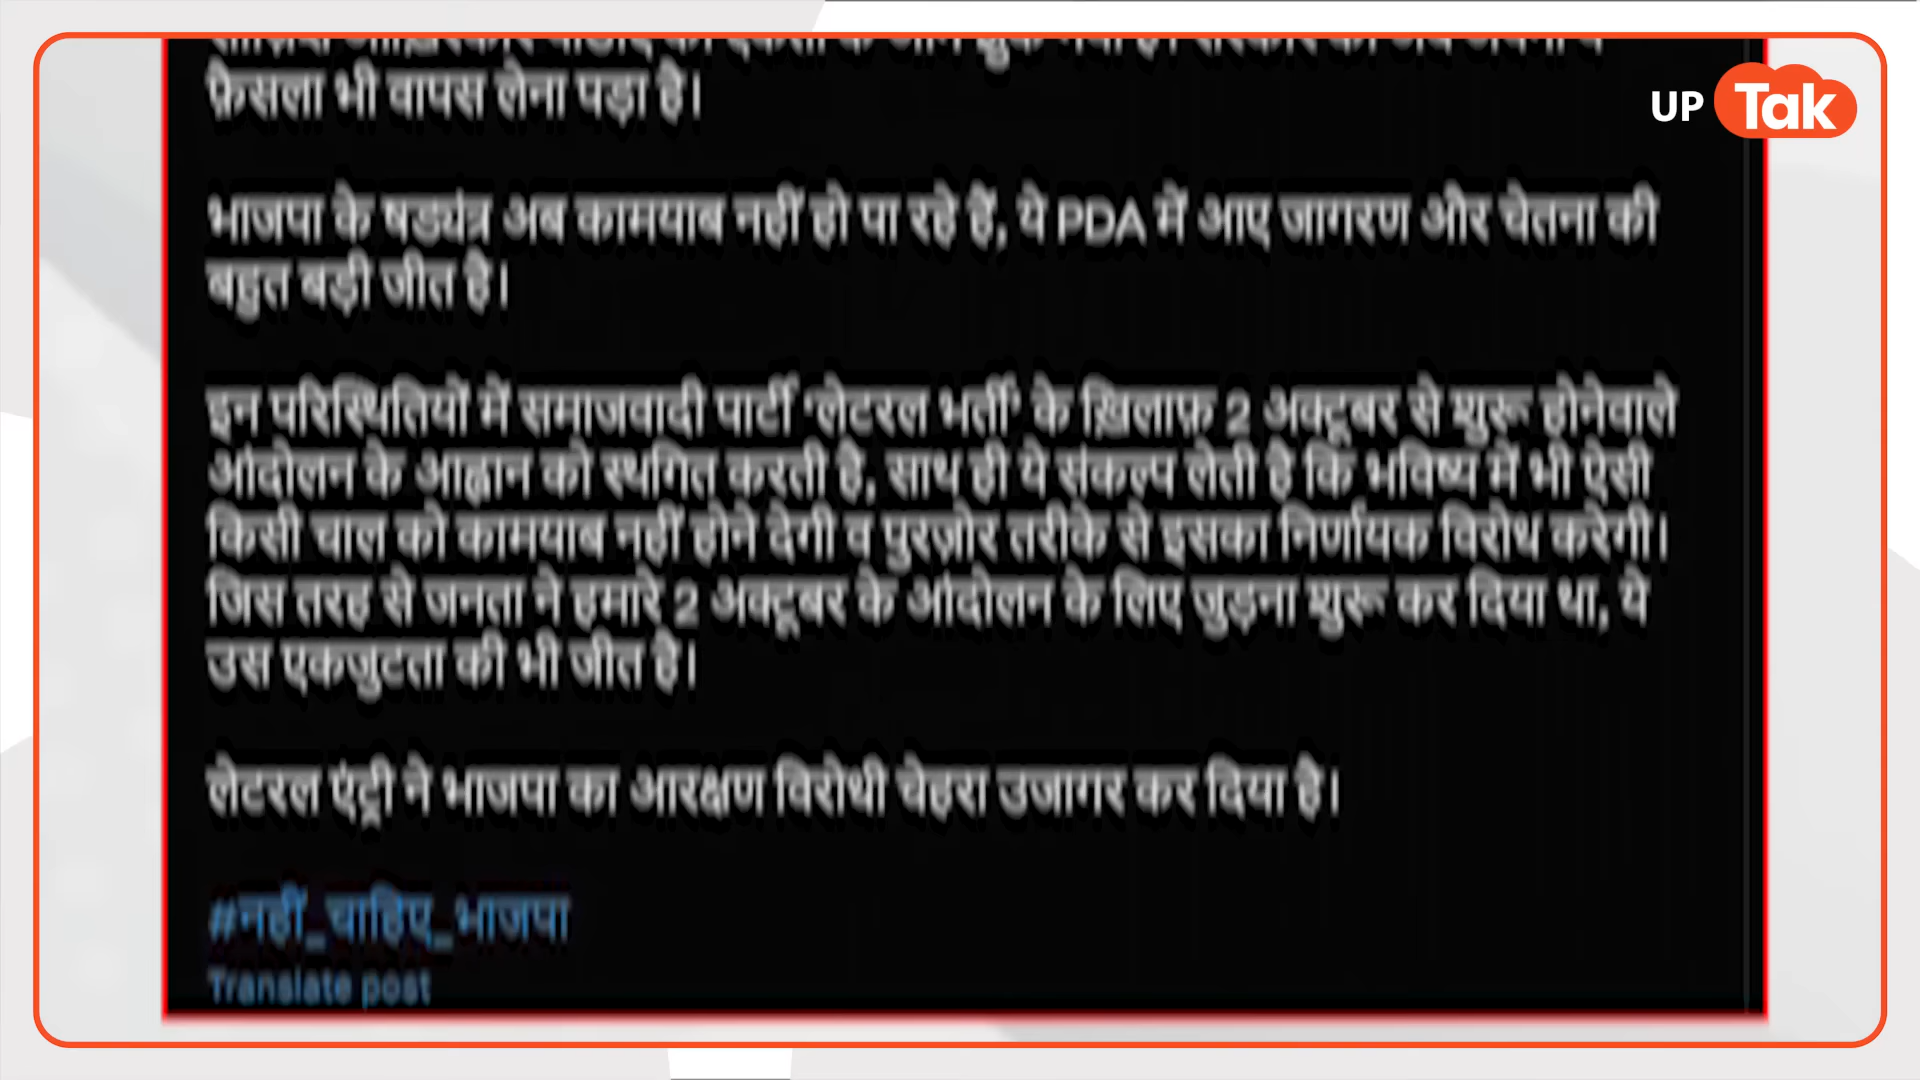 फ़ैसला भी वापस लेना पड़ा है।
UP Tak
भाजपा के षड्यंत्र अब कामयाब नहीं हो पा रहे हैं, ये PDA में आए जागरण और चेतना की
बहुत बड़ी जीत है।
इन परिस्थितियों में समाजवादी पार्टी ‘लेटरल भर्ती’ के ख़िलाफ़ 2 अक्टूबर से शुरू होनेवाले
आंदोलन के आह्वान को स्थगित करती है, साथ ही ये संकल्प लेती है कि भविष्य में भी ऐसी
किसी चाल को कामयाब नहीं होने देगी व पुरज़ोर तरीके से इसका निर्णायक विरोध करेगी।
जिस तरह से जनता ने हमारे 2 अक्टूबर के आंदोलन के लिए जुड़ना शुरू कर दिया था, ये
उस एकजुटता की भी जीत है।
लेटरल एंट्री ने भाजपा का आरक्षण विरोधी चेहरा उजागर कर दिया है।
#नहीं_चाहिए_भाजपा
Translate post